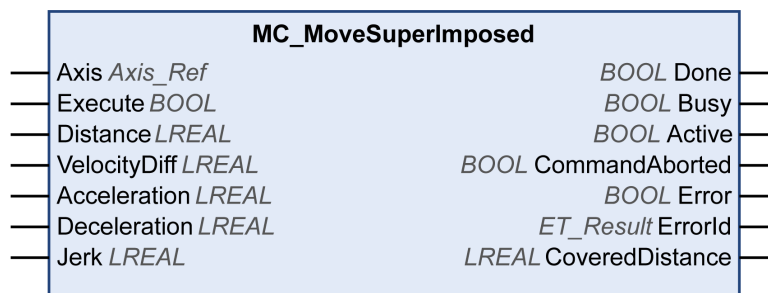 MC_MoveSuperImposed
Axis Axis_Ref BOOL Done
Execute BOOL BOOL Busy
Distance LREAL BOOL Active
VelocityDiff LREAL BOOL CommandAborted
Acceleration LREAL BOOL Error
Deceleration LREAL ET_Result ErrorId
Jerk LREAL LREAL CoveredDistance